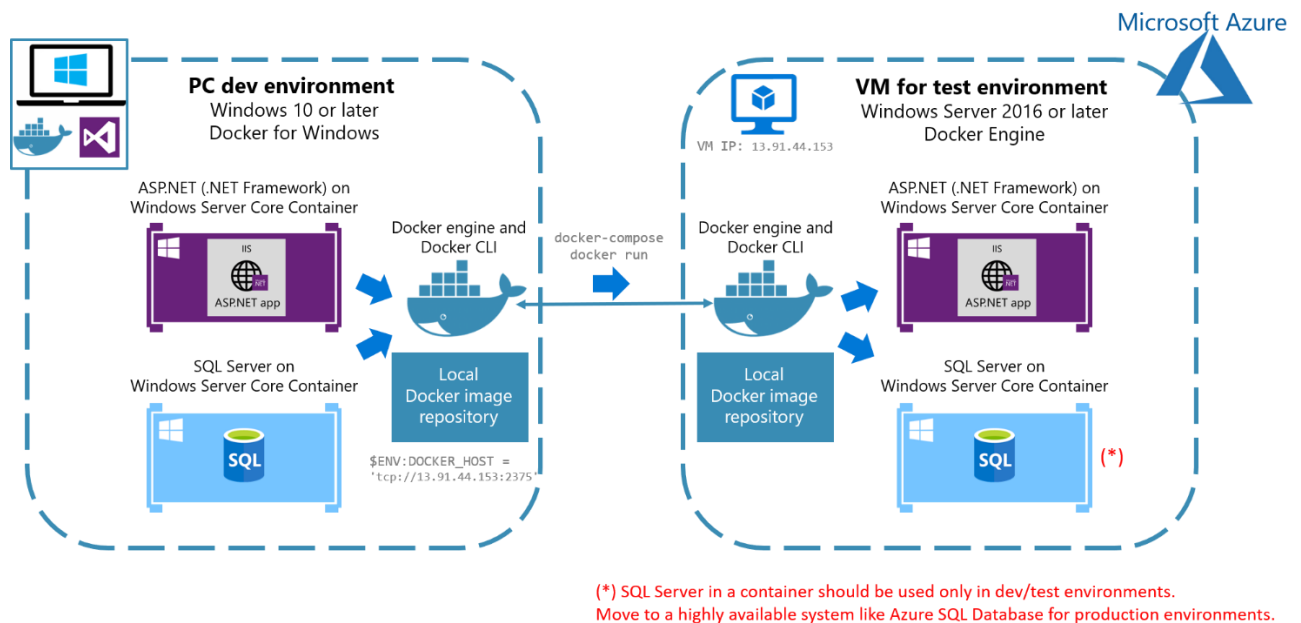 Microsoft Azure
PC dev environment
Windows 10 or later
Docker for Windows
ASP.NET (.NET Framework) on
Windows Server Core Container
IIS
.NET
ASP.NET app
SQL Server on
Windows Server Core Container
SQL
Docker engine and
Docker CLI
Local
Docker image
repository
$ENV:DOCKER_HOST =
'tcp://13.91.44.153:2375'
docker-compose
docker run
VM for test environment
Windows Server 2016 or later
Docker Engine
VM IP: 13.91.44.153
Docker engine and
Docker CLI
Local
Docker image
repository
ASP.NET (.NET Framework) on
Windows Server Core Container
IIS
.NET
ASP.NET app
SQL Server on
Windows Server Core Container
SQL
(*)
(*) SQL Server in a container should be used only in dev/test environments.
Move to a highly available system like Azure SQL Database for production environments.